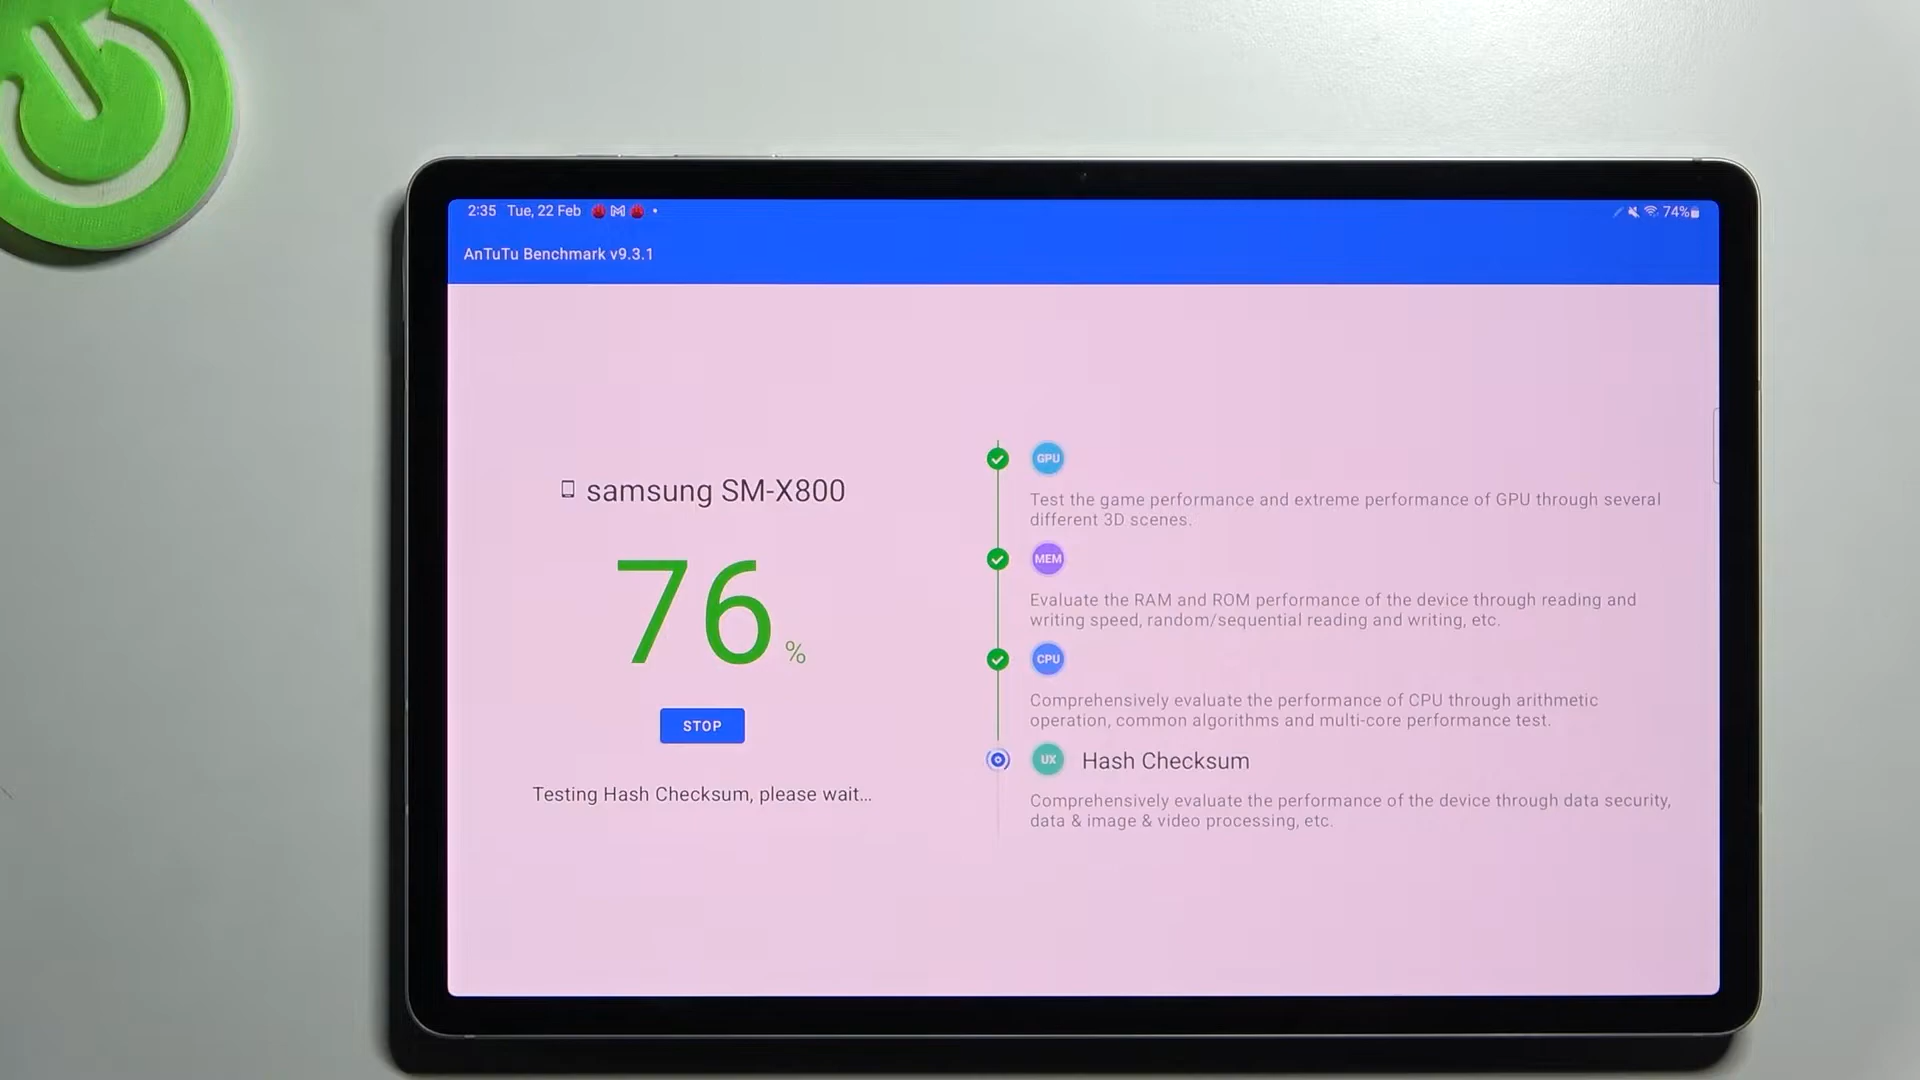 2:35 Tue, 22 Feb
74%
AnTuTu Benchmark v9.3.1
samsung SM-X800
76 %
STOP
Testing Hash Checksum, please wait...
GPU
Test the game performance and extreme performance of GPU through several
different 3D scenes.
MEM
Evaluate the RAM and ROM performance of the device through reading and
writing speed, random/sequential reading and writing, etc.
CPU
Comprehensively evaluate the performance of CPU through arithmetic
operation, common algorithms and multi-core performance test.
UX Hash Checksum
Comprehensively evaluate the performance of the device through data security,
data & image & video processing, etc.